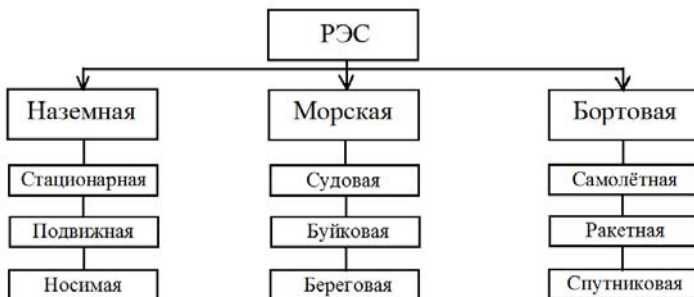 РЭС
Наземная Морская Бортовая
Стационарная Судовая Самолётная
Подвижная Буйковая Ракетная
Носимая Береговая Спутниковая